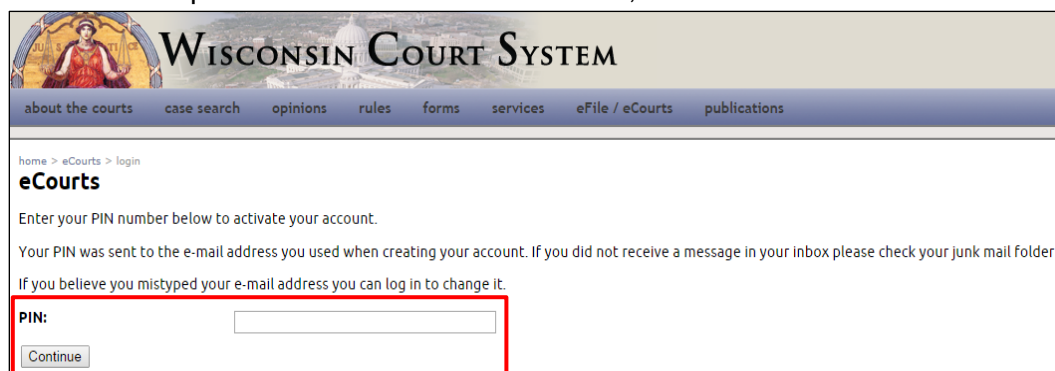 WISCONSIN COURT SYSTEM
about the courts case search opinions rules forms services eFile / eCourts publications
home > eCourts > login
eCourts
Enter your PIN number below to activate your account.
Your PIN was sent to the e-mail address you used when creating your account. If you did not receive a message in your inbox please check your junk mail folder
If you believe you mistyped your e-mail address you can log in to change it.
PIN:
Continue